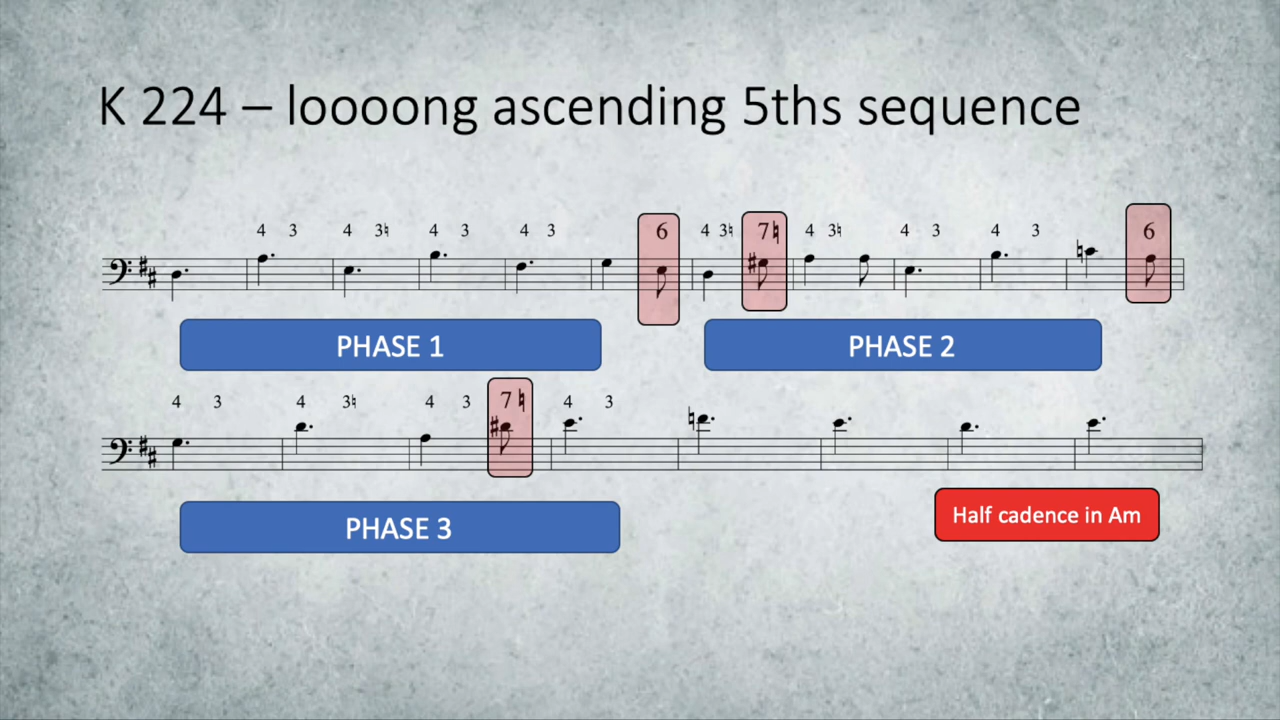 K 224 – loooong ascending 5ths sequence
4 3 4 3♮ 4 3 4 3 6 4 3♮ 7♮ 4 3♮ 4 3 4 3 6
PHASE 1 PHASE 2
4 3 4 3♮ 4 3 7♮ 4 3
PHASE 3
Half cadence in Am